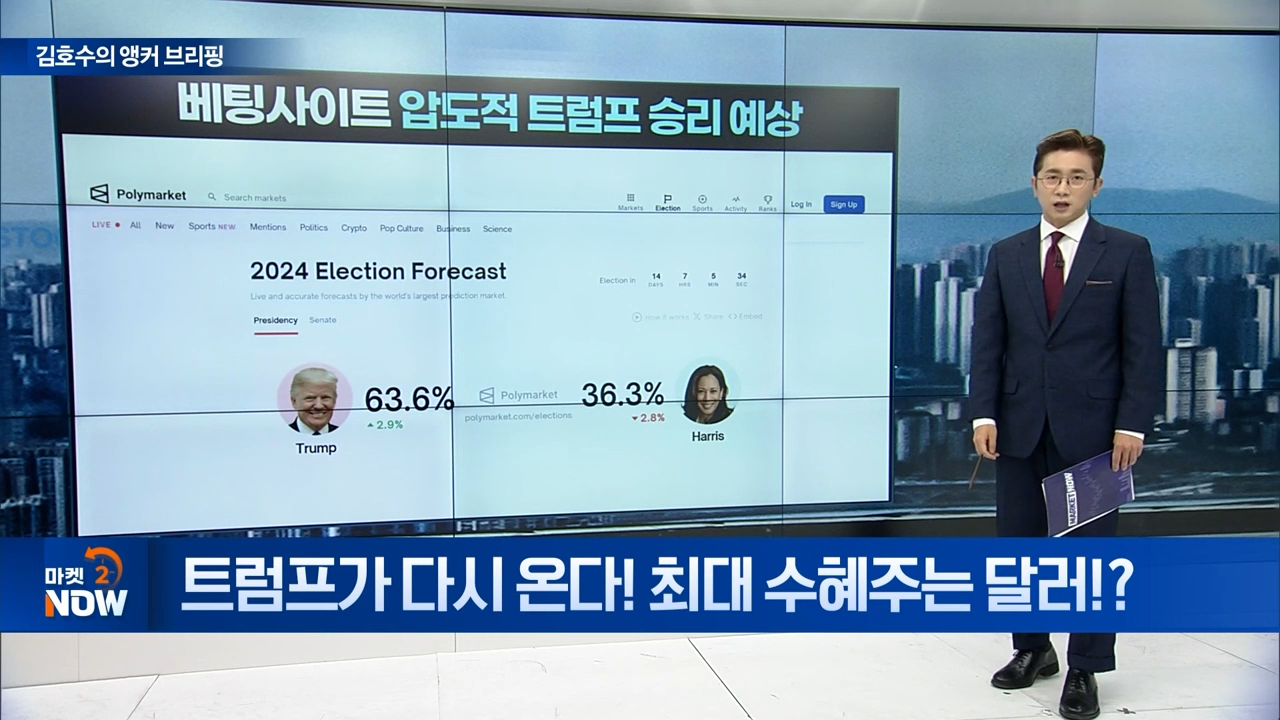 김호수의 앵커 브리핑
베팅사이트 압도적 트럼프 승리 예상
Polymarket
Search markets
Markets
Election
Sports
Activity
Ranks
Log In
Sign Up
LIVE
All
New
Sports NEW
Mentions
Politics
Crypto
Pop Culture
Business
Science
2024 Election Forecast
Live and accurate forecasts by the world's largest prediction market.
Election in
14 7 5 34
DAYS HRS MIN SEC
Presidency
Senate
How it works
Share
Embed
63.6%
2.9%
Trump
Polymarket
polymarket.com/elections
36.3%
2.8%
Harris
MARKET NOW
마켓 2
NOW
트럼프가 다시 온다! 최대 수혜주는 달러!?